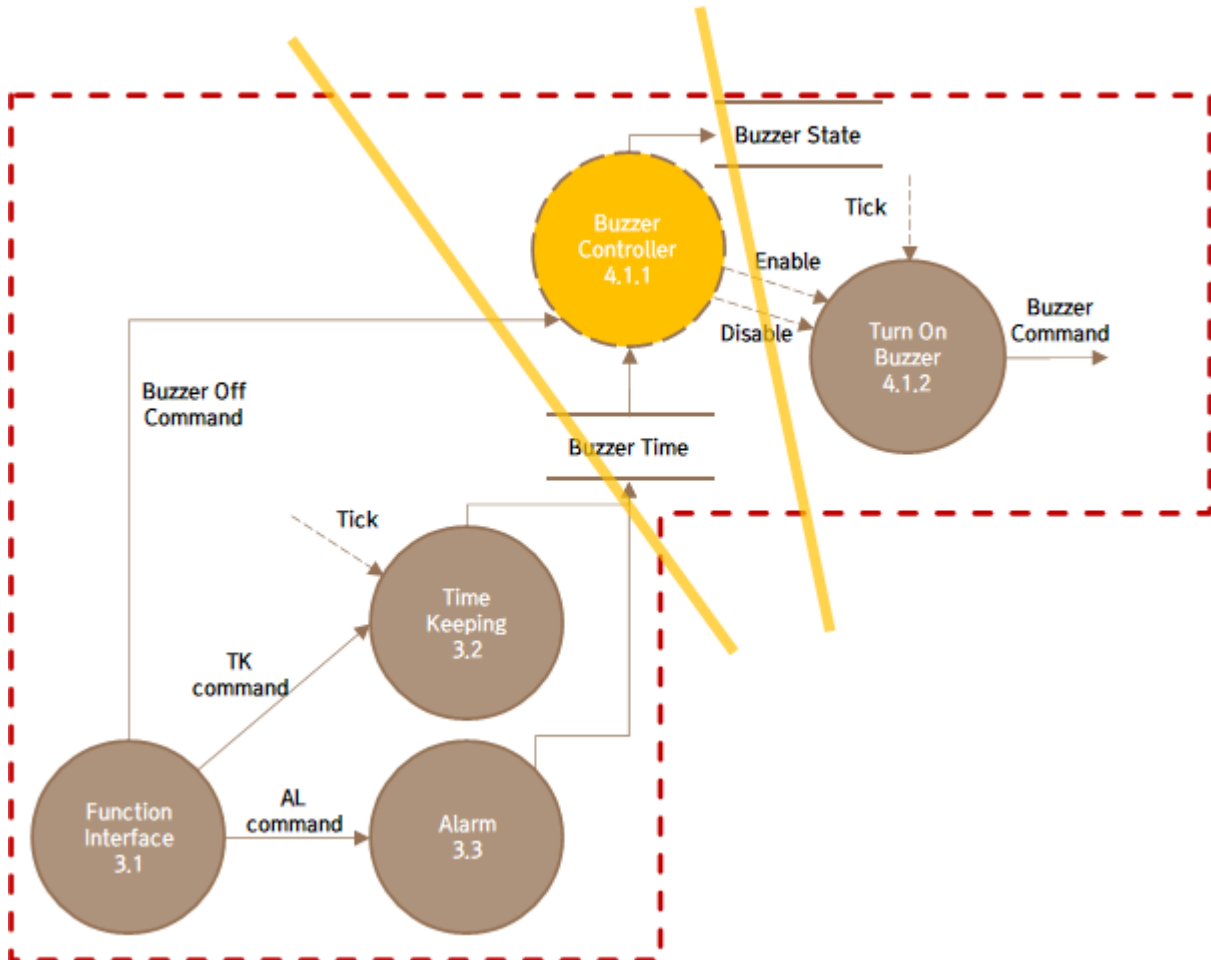 Buzzer State
Buzzer
Controller
4.1.1
Tick
Enable
Disable
Turn On
Buzzer
4.1.2
Buzzer
Command
Buzzer Off
Command
Buzzer Time
Tick
Time
Keeping
3.2
TK
command
Function
Interface
3.1
AL
command
Alarm
3.3